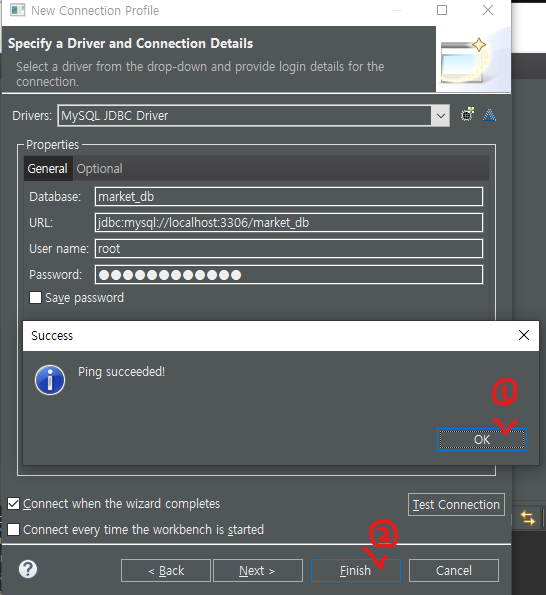 New Connection Profile
Specify a Driver and Connection Details
Select a driver from the drop-down and provide login details for the
connection.
Drivers: MySQL JDBC Driver
Properties
General Optional
Database: market_db
URL: jdbc:mysql://localhost:3306/market_db
User name: root
Password: ●●●●●●●●●●●●
Save password
Success
Ping succeeded!
①
OK
Connect when the wizard completes Test Connection
Connect every time the workbench is started
②
? < Back Next > Finish Cancel